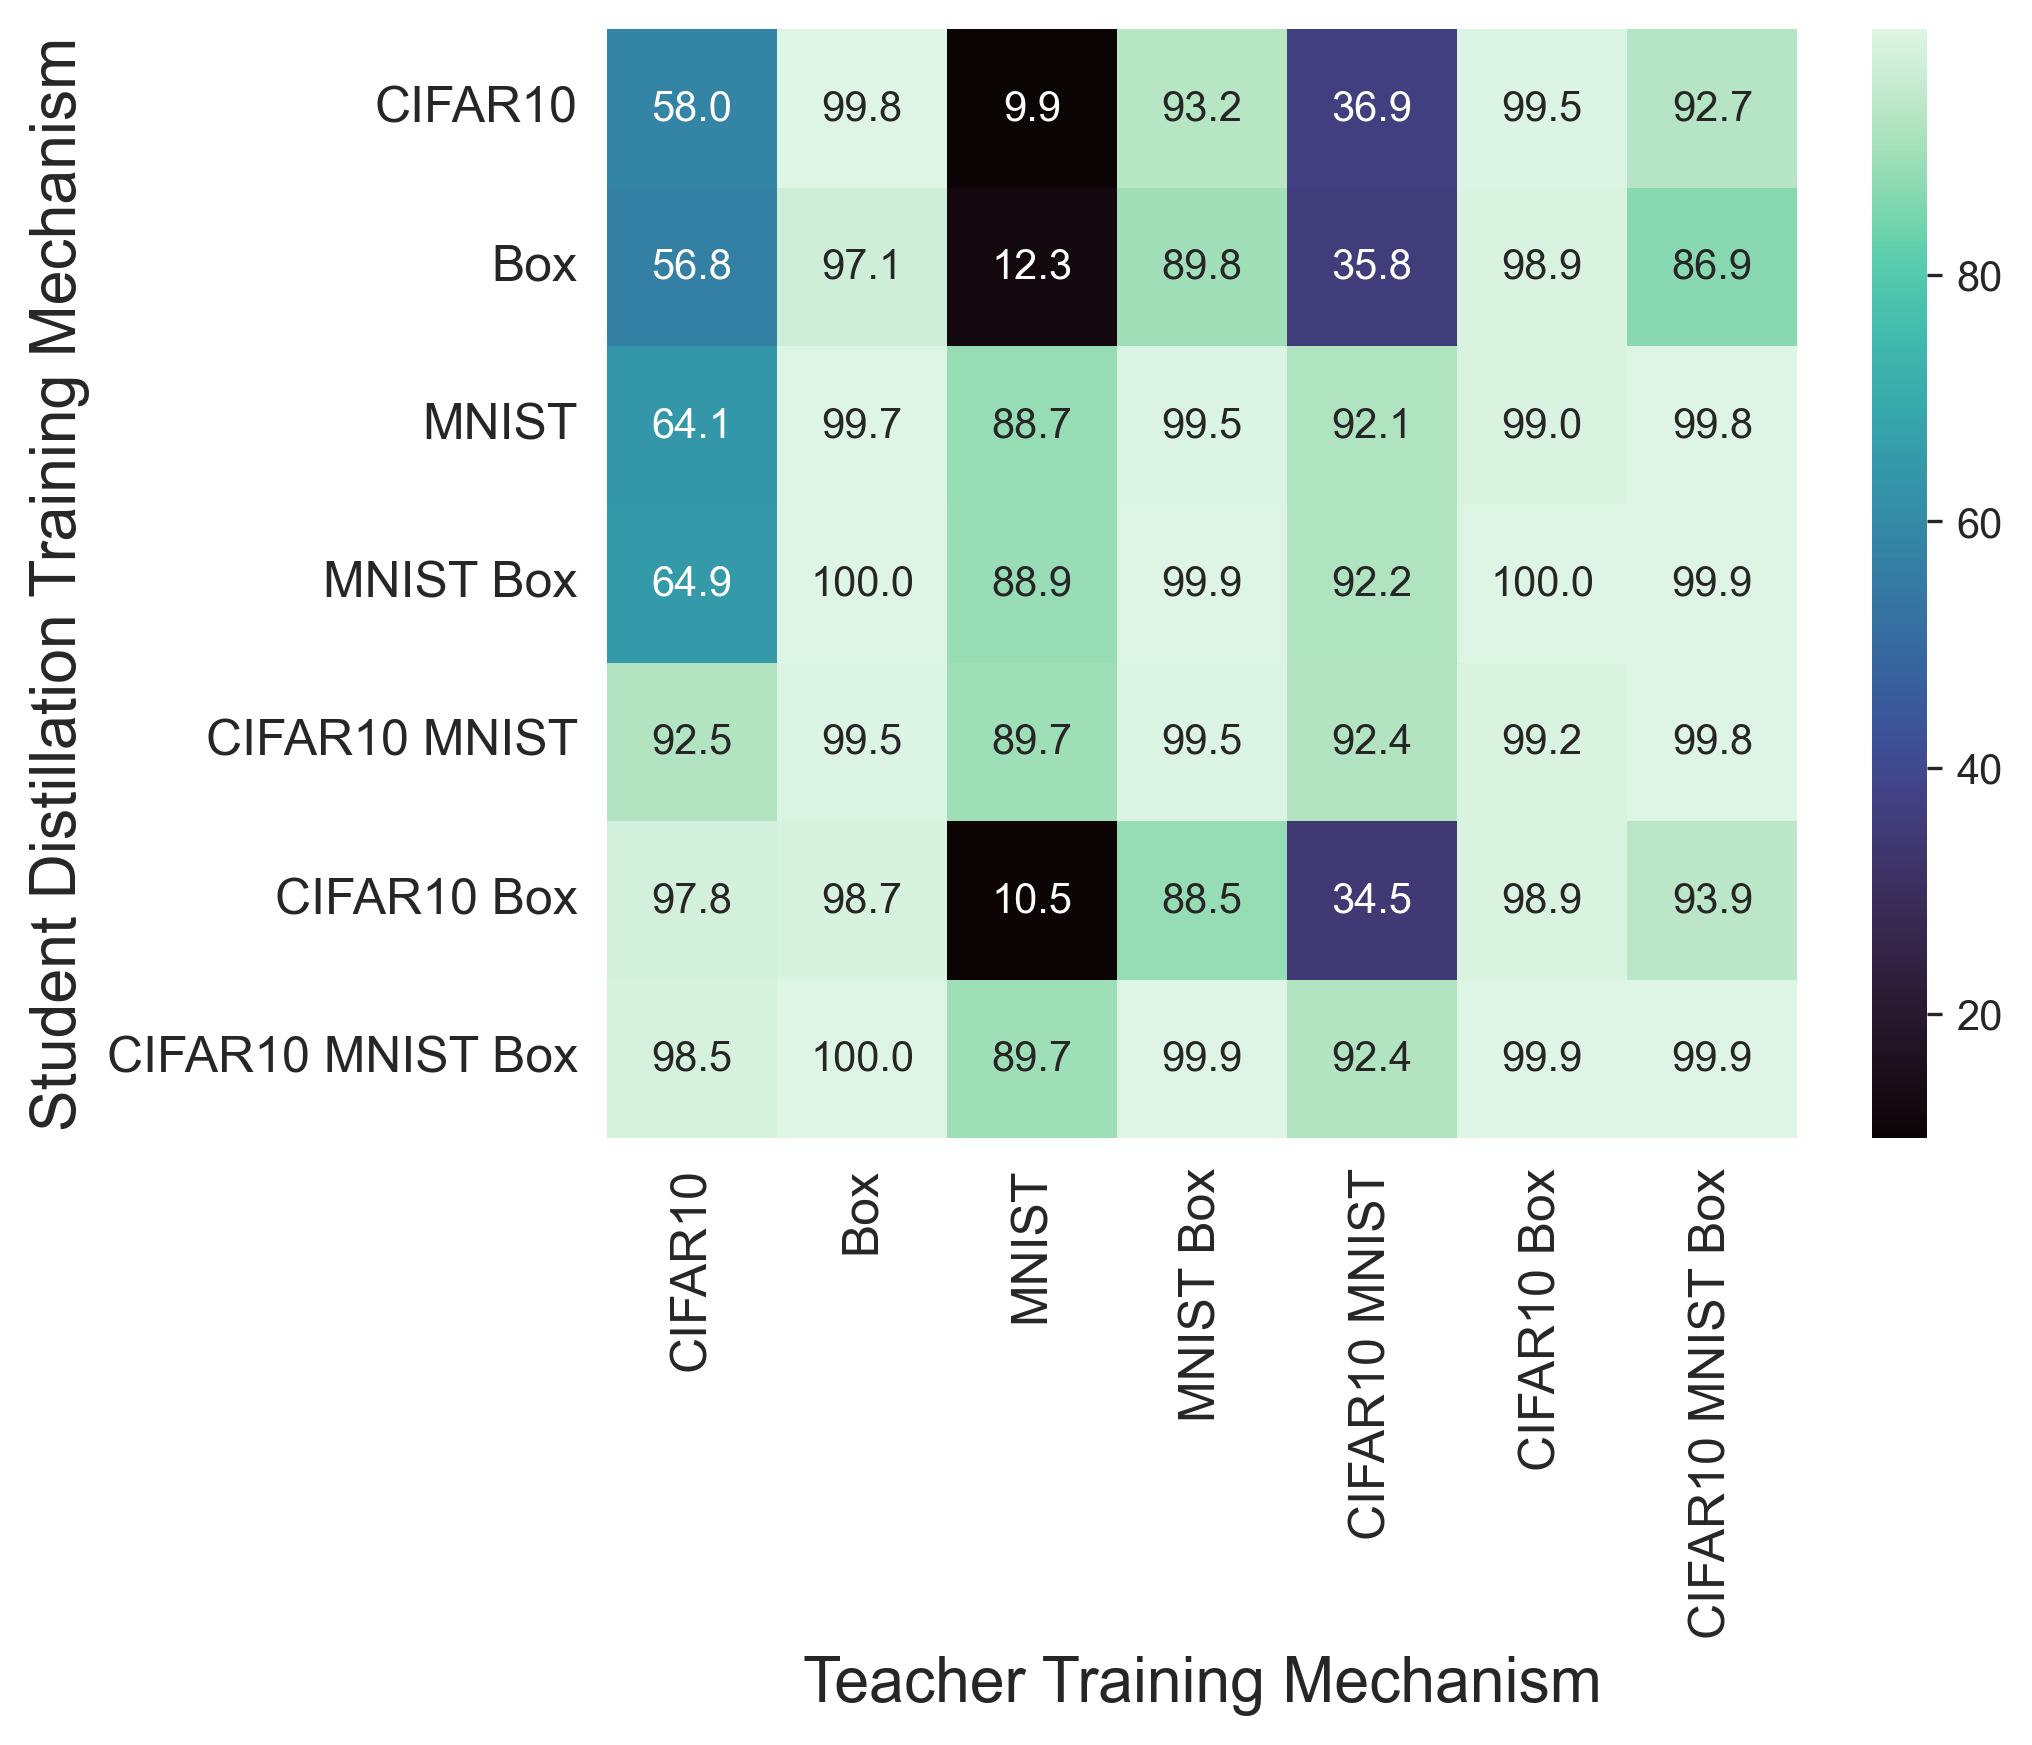 Student Distillation Training Mechanism
CIFAR10 58.0 99.8 9.9 93.2 36.9 99.5 92.7
Box 56.8 97.1 12.3 89.8 35.8 98.9 86.9
MNIST 64.1 99.7 88.7 99.5 92.1 99.0 99.8
MNIST Box 64.9 100.0 88.9 99.9 92.2 100.0 99.9
CIFAR10 MNIST 92.5 99.5 89.7 99.5 92.4 99.2 99.8
CIFAR10 Box 97.8 98.7 10.5 88.5 34.5 98.9 93.9
CIFAR10 MNIST Box 98.5 100.0 89.7 99.9 92.4 99.9 99.9
CIFAR10
Box
MNIST
MNIST Box
CIFAR10 MNIST
CIFAR10 Box
CIFAR10 MNIST Box
Teacher Training Mechanism
80
60
40
20